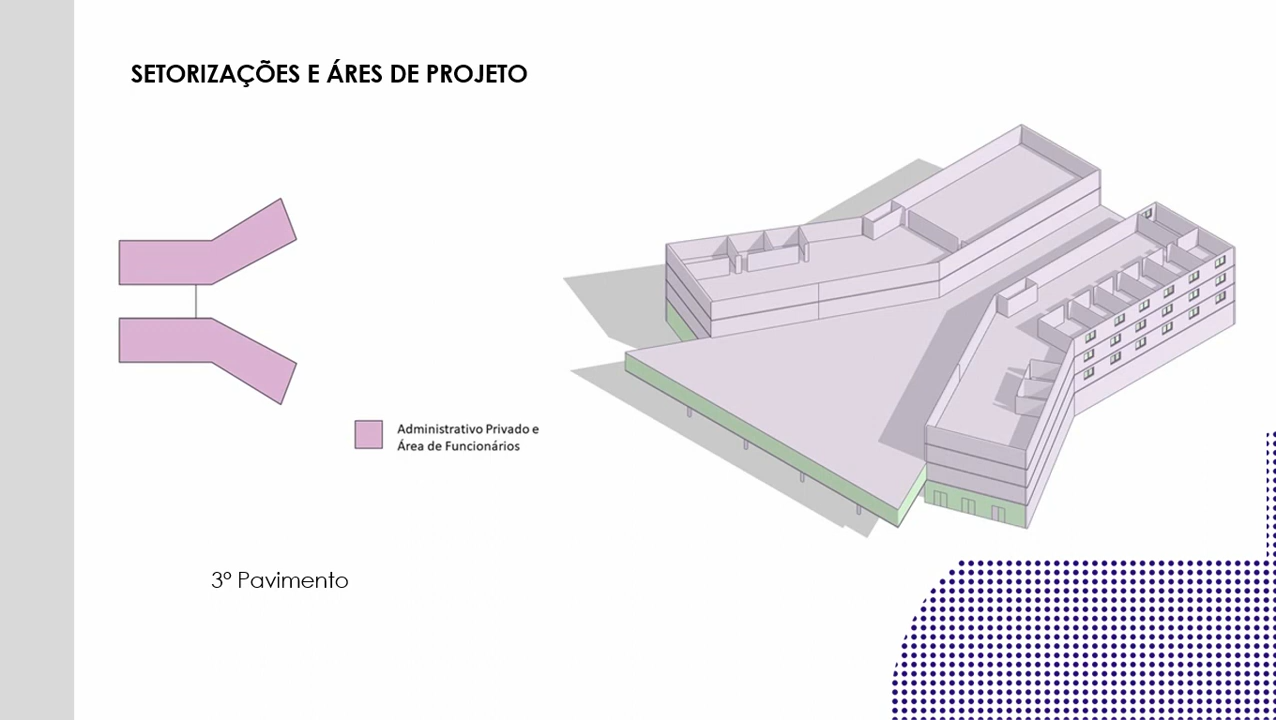 SETORIZAÇÕES E ÁRES DE PROJETO
Administrativo Privado e
Área de Funcionários
3º Pavimento